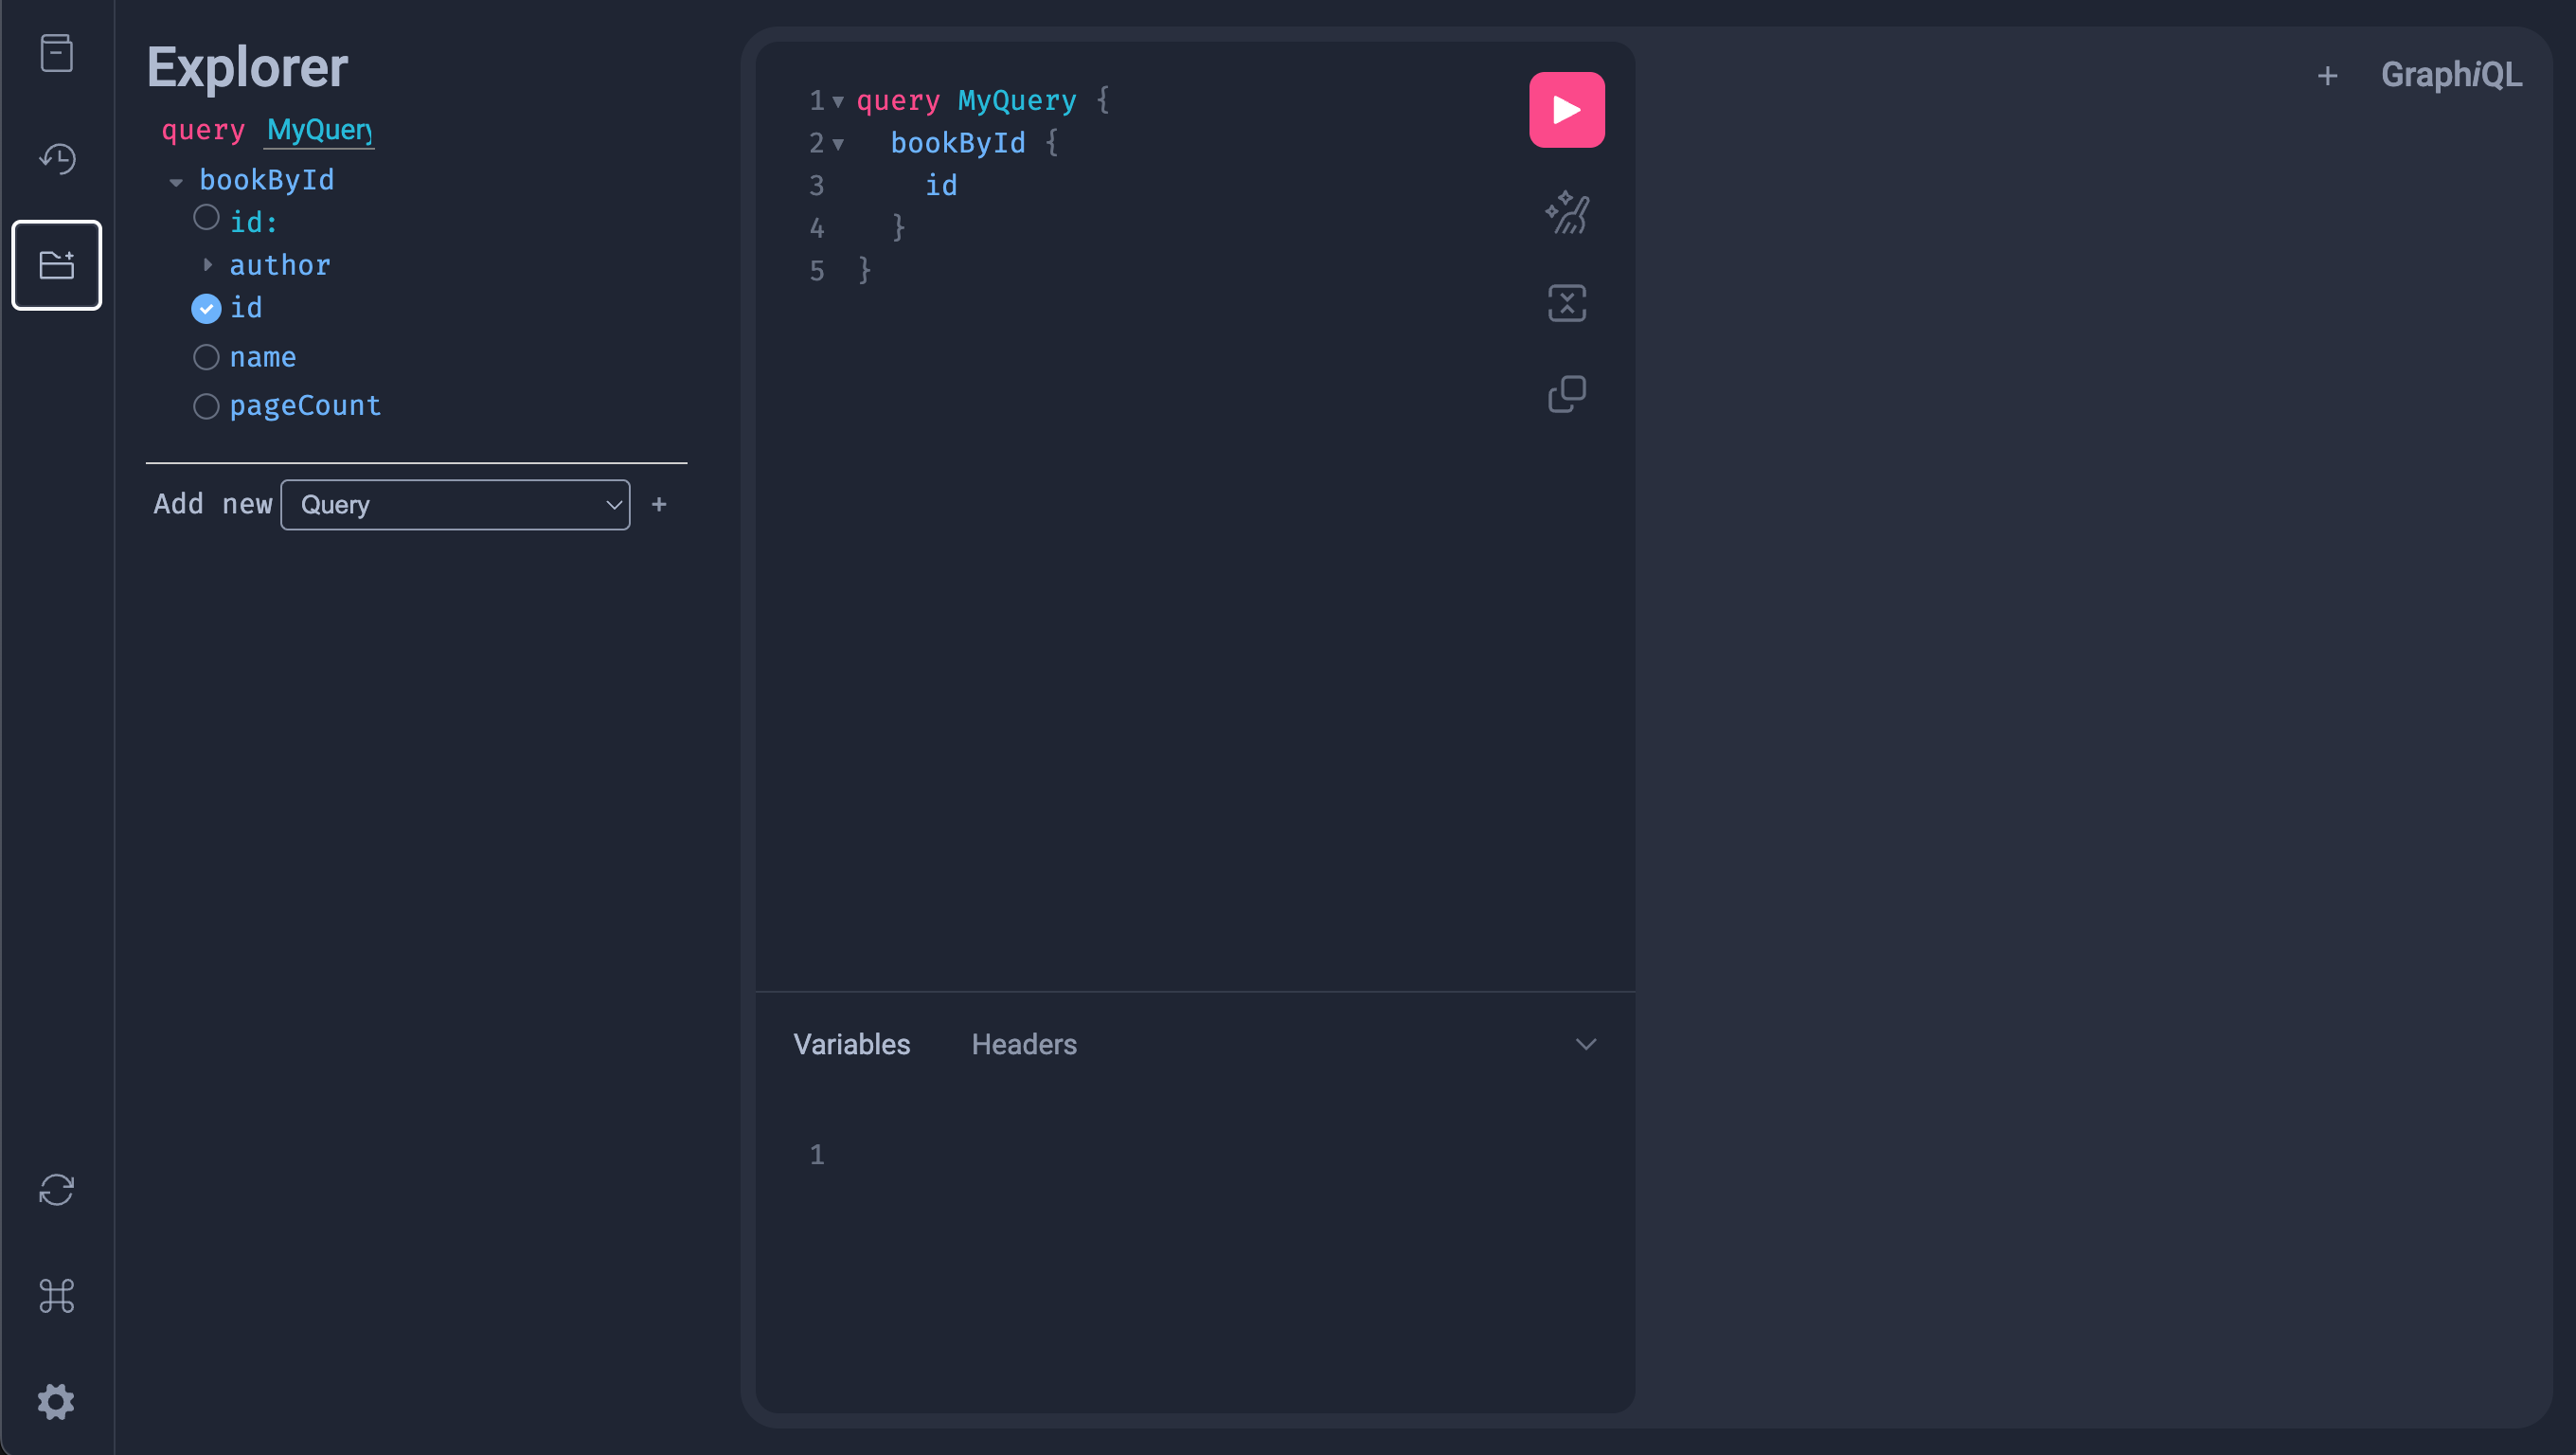 Explorer
query MyQuery
bookById
id:
author
id
name
pageCount
Add new Query +
1 query MyQuery {
2 bookById {
3 id
4 }
5 }
Variables Headers
1
+ GraphiQL